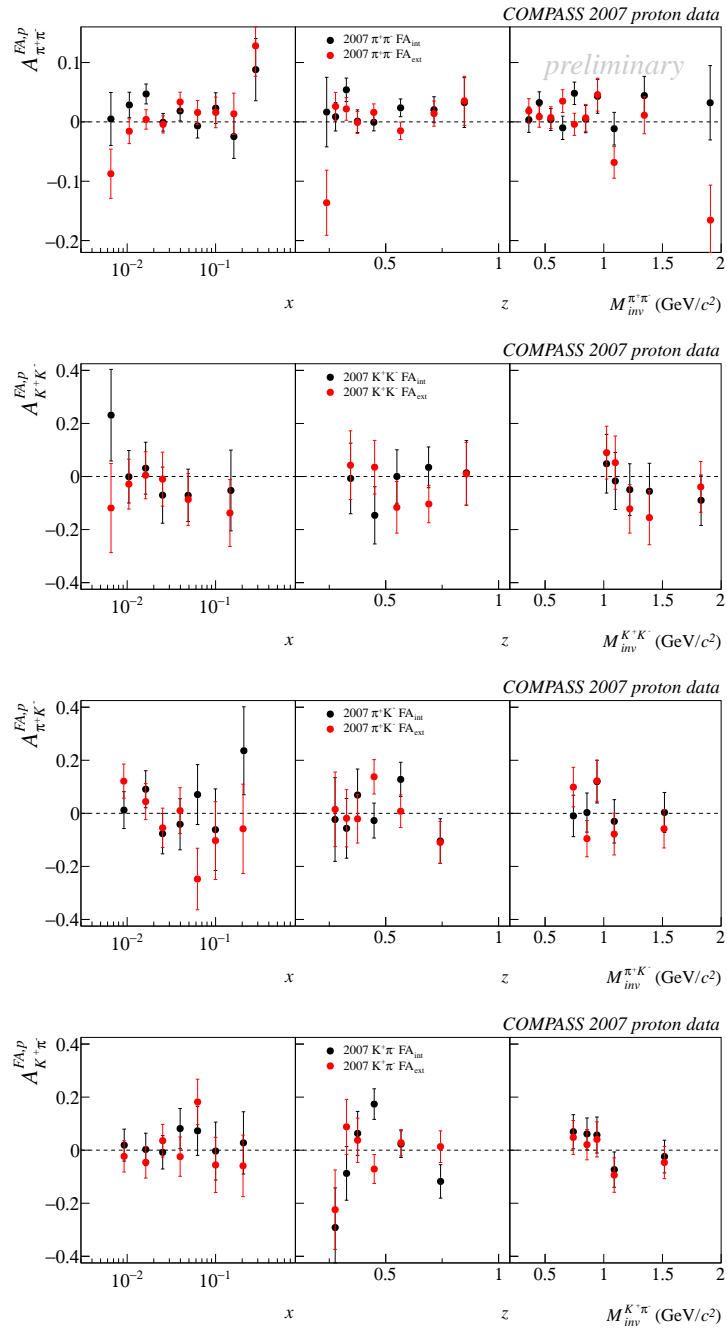 COMPASS 2007 proton data
A^{FA,p}_{π+π-}
2007 π+π- FA_int
2007 π+π- FA_ext
preliminary
0.1
0
−0.1
−0.2
10^−2 10^−1 0.5 1 0.5 1 1.5 2
x z M^{π+π-}_{inv} (GeV/c²)
COMPASS 2007 proton data
A^{FA,p}_{K+K-}
2007 K+K- FA_int
2007 K+K- FA_ext
0.4
0.2
0
−0.2
−0.4
10^−2 10^−1 0.5 1 0.5 1 1.5 2
x z M^{K+K-}_{inv} (GeV/c²)
COMPASS 2007 proton data
A^{FA,p}_{π+K-}
2007 π+K- FA_int
2007 π+K- FA_ext
0.4
0.2
0
−0.2
−0.4
10^−2 10^−1 0.5 1 0.5 1 1.5 2
x z M^{π+K-}_{inv} (GeV/c²)
COMPASS 2007 proton data
A^{FA,p}_{K+π-}
2007 K+π- FA_int
2007 K+π- FA_ext
0.4
0.2
0
−0.2
−0.4
10^−2 10^−1 0.5 1 0.5 1 1.5 2
x z M^{K+π-}_{inv} (GeV/c²)